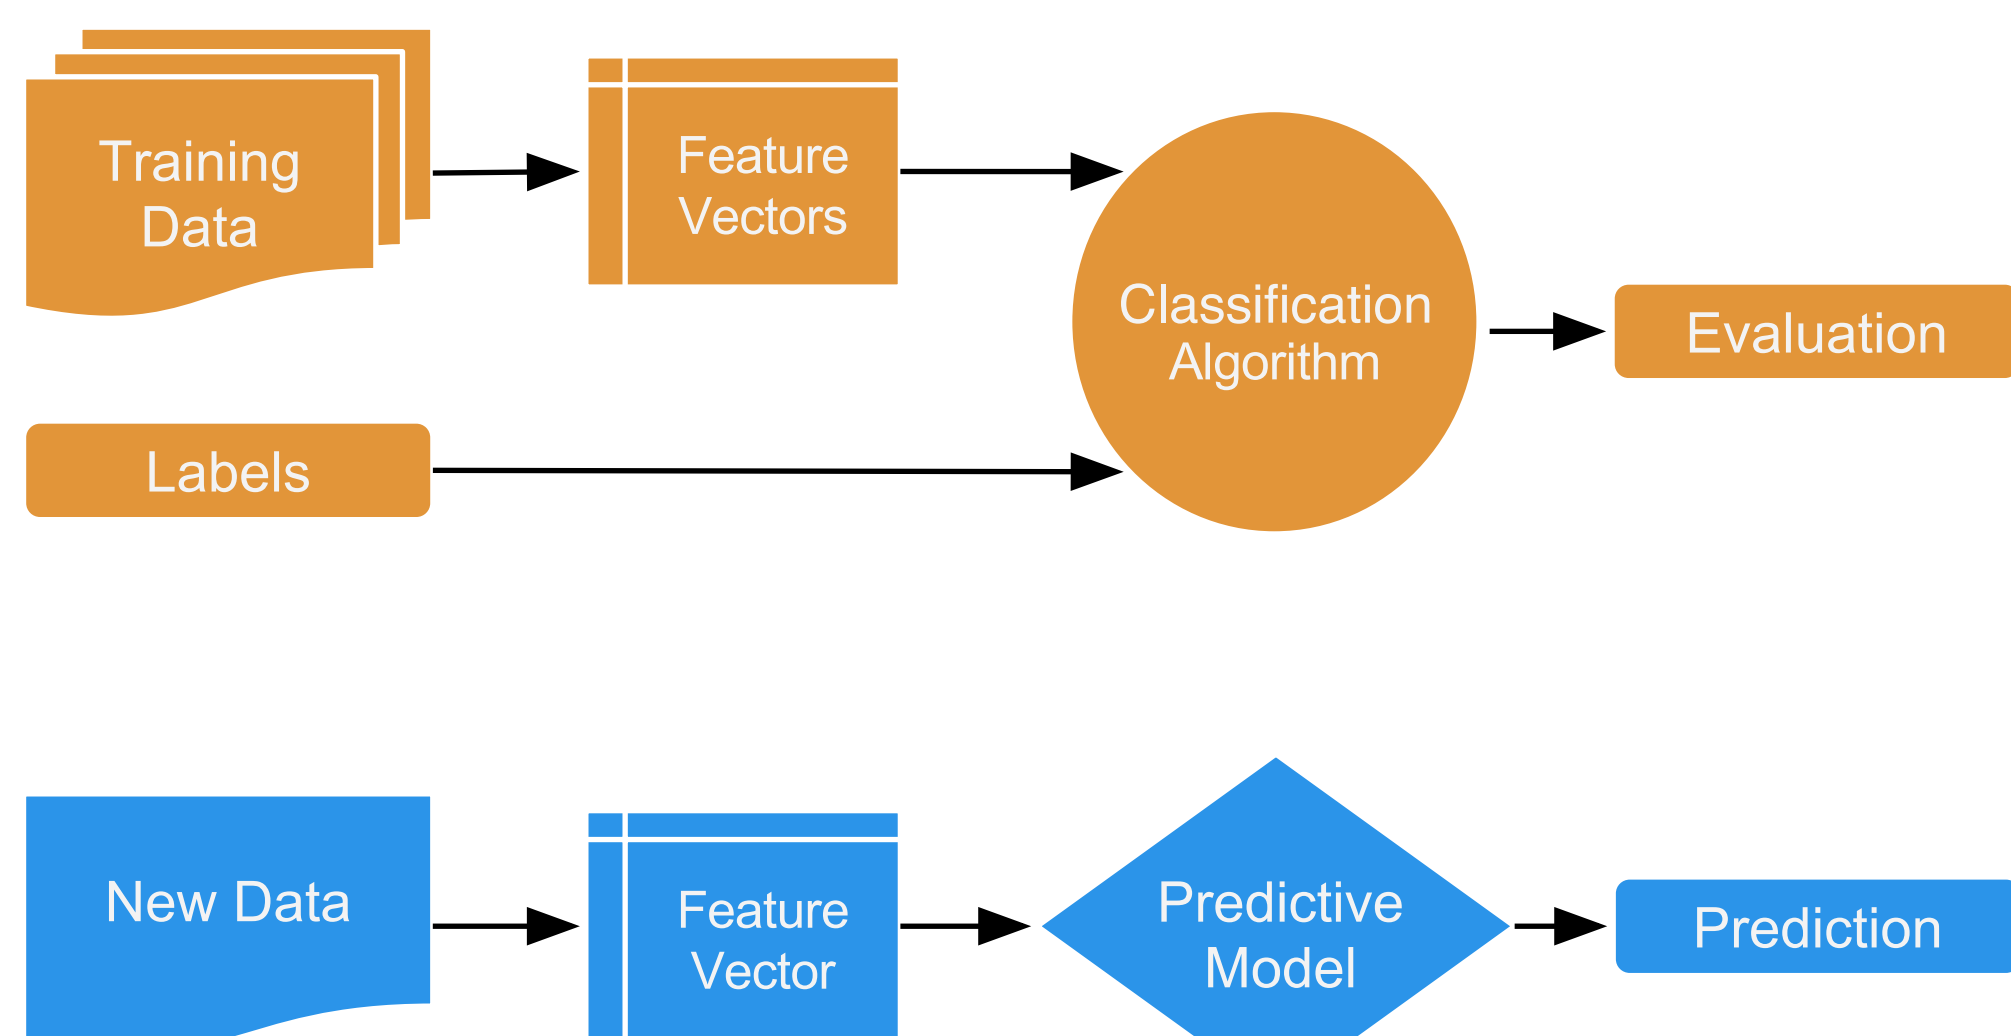 Training
Data
Feature
Vectors
Classification
Algorithm
Evaluation
Labels
New Data
Feature
Vector
Predictive
Model
Prediction